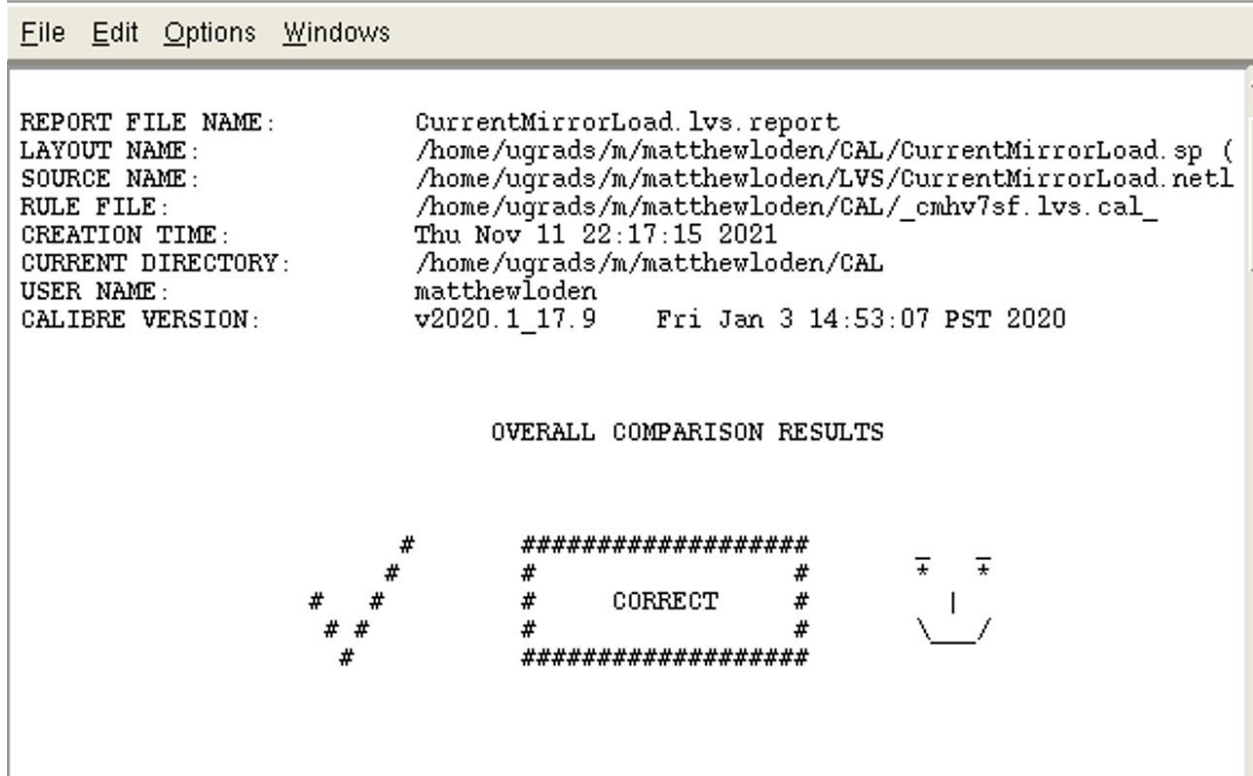 File Edit Options Windows
REPORT FILE NAME: CurrentMirrorLoad.lvs.report
LAYOUT NAME: /home/ugrads/m/matthewloden/CAL/CurrentMirrorLoad.sp (
SOURCE NAME: /home/ugrads/m/matthewloden/LVS/CurrentMirrorLoad.netl
RULE FILE: /home/ugrads/m/matthewloden/CAL/_cmhv7sf.lvs.cal_
CREATION TIME: Thu Nov 11 22:17:15 2021
CURRENT DIRECTORY: /home/ugrads/m/matthewloden/CAL
USER NAME: matthewloden
CALIBRE VERSION: v2020.1_17.9 Fri Jan 3 14:53:07 PST 2020
OVERALL COMPARISON RESULTS
# ################### _ _
# # # * *
# # # CORRECT # |
# # # # \___/
# ###################